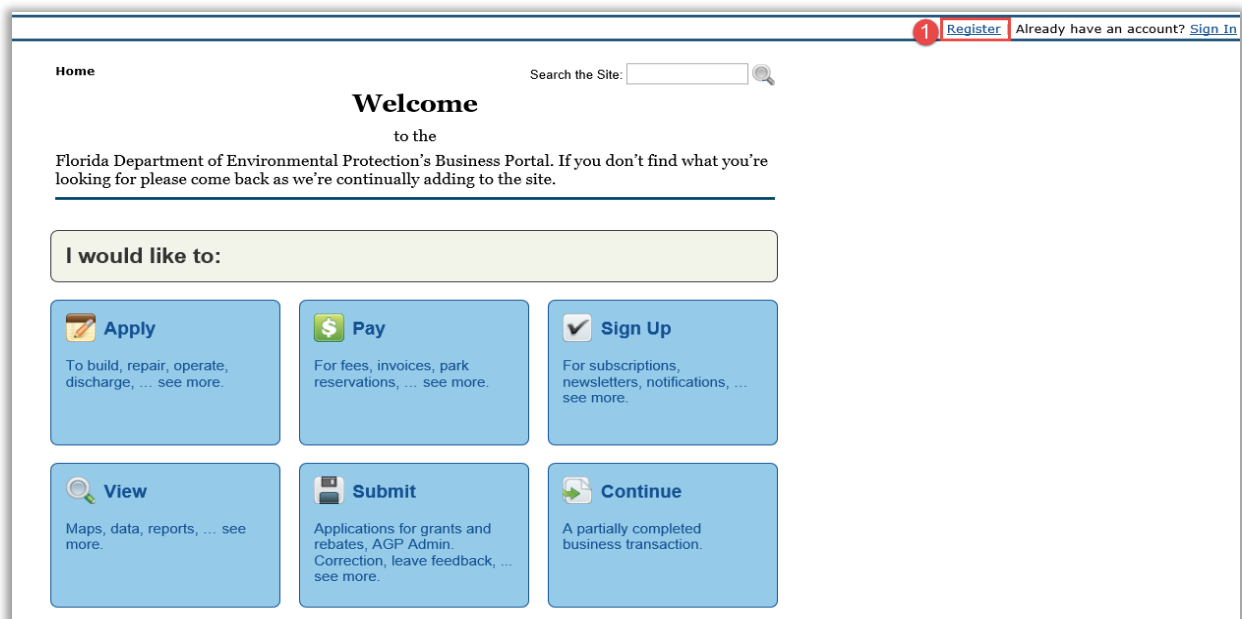 1 Register Already have an account? Sign In
Home
Search the Site:
Welcome
to the
Florida Department of Environmental Protection’s Business Portal. If you don’t find what you’re
looking for please come back as we’re continually adding to the site.
I would like to:
Apply
To build, repair, operate,
discharge, ... see more.
Pay
For fees, invoices, park
reservations, ... see more.
Sign Up
For subscriptions,
newsletters, notifications, ...
see more.
View
Maps, data, reports, ... see
more.
Submit
Applications for grants and
rebates, AGP Admin.
Correction, leave feedback, ...
see more.
Continue
A partially completed
business transaction.